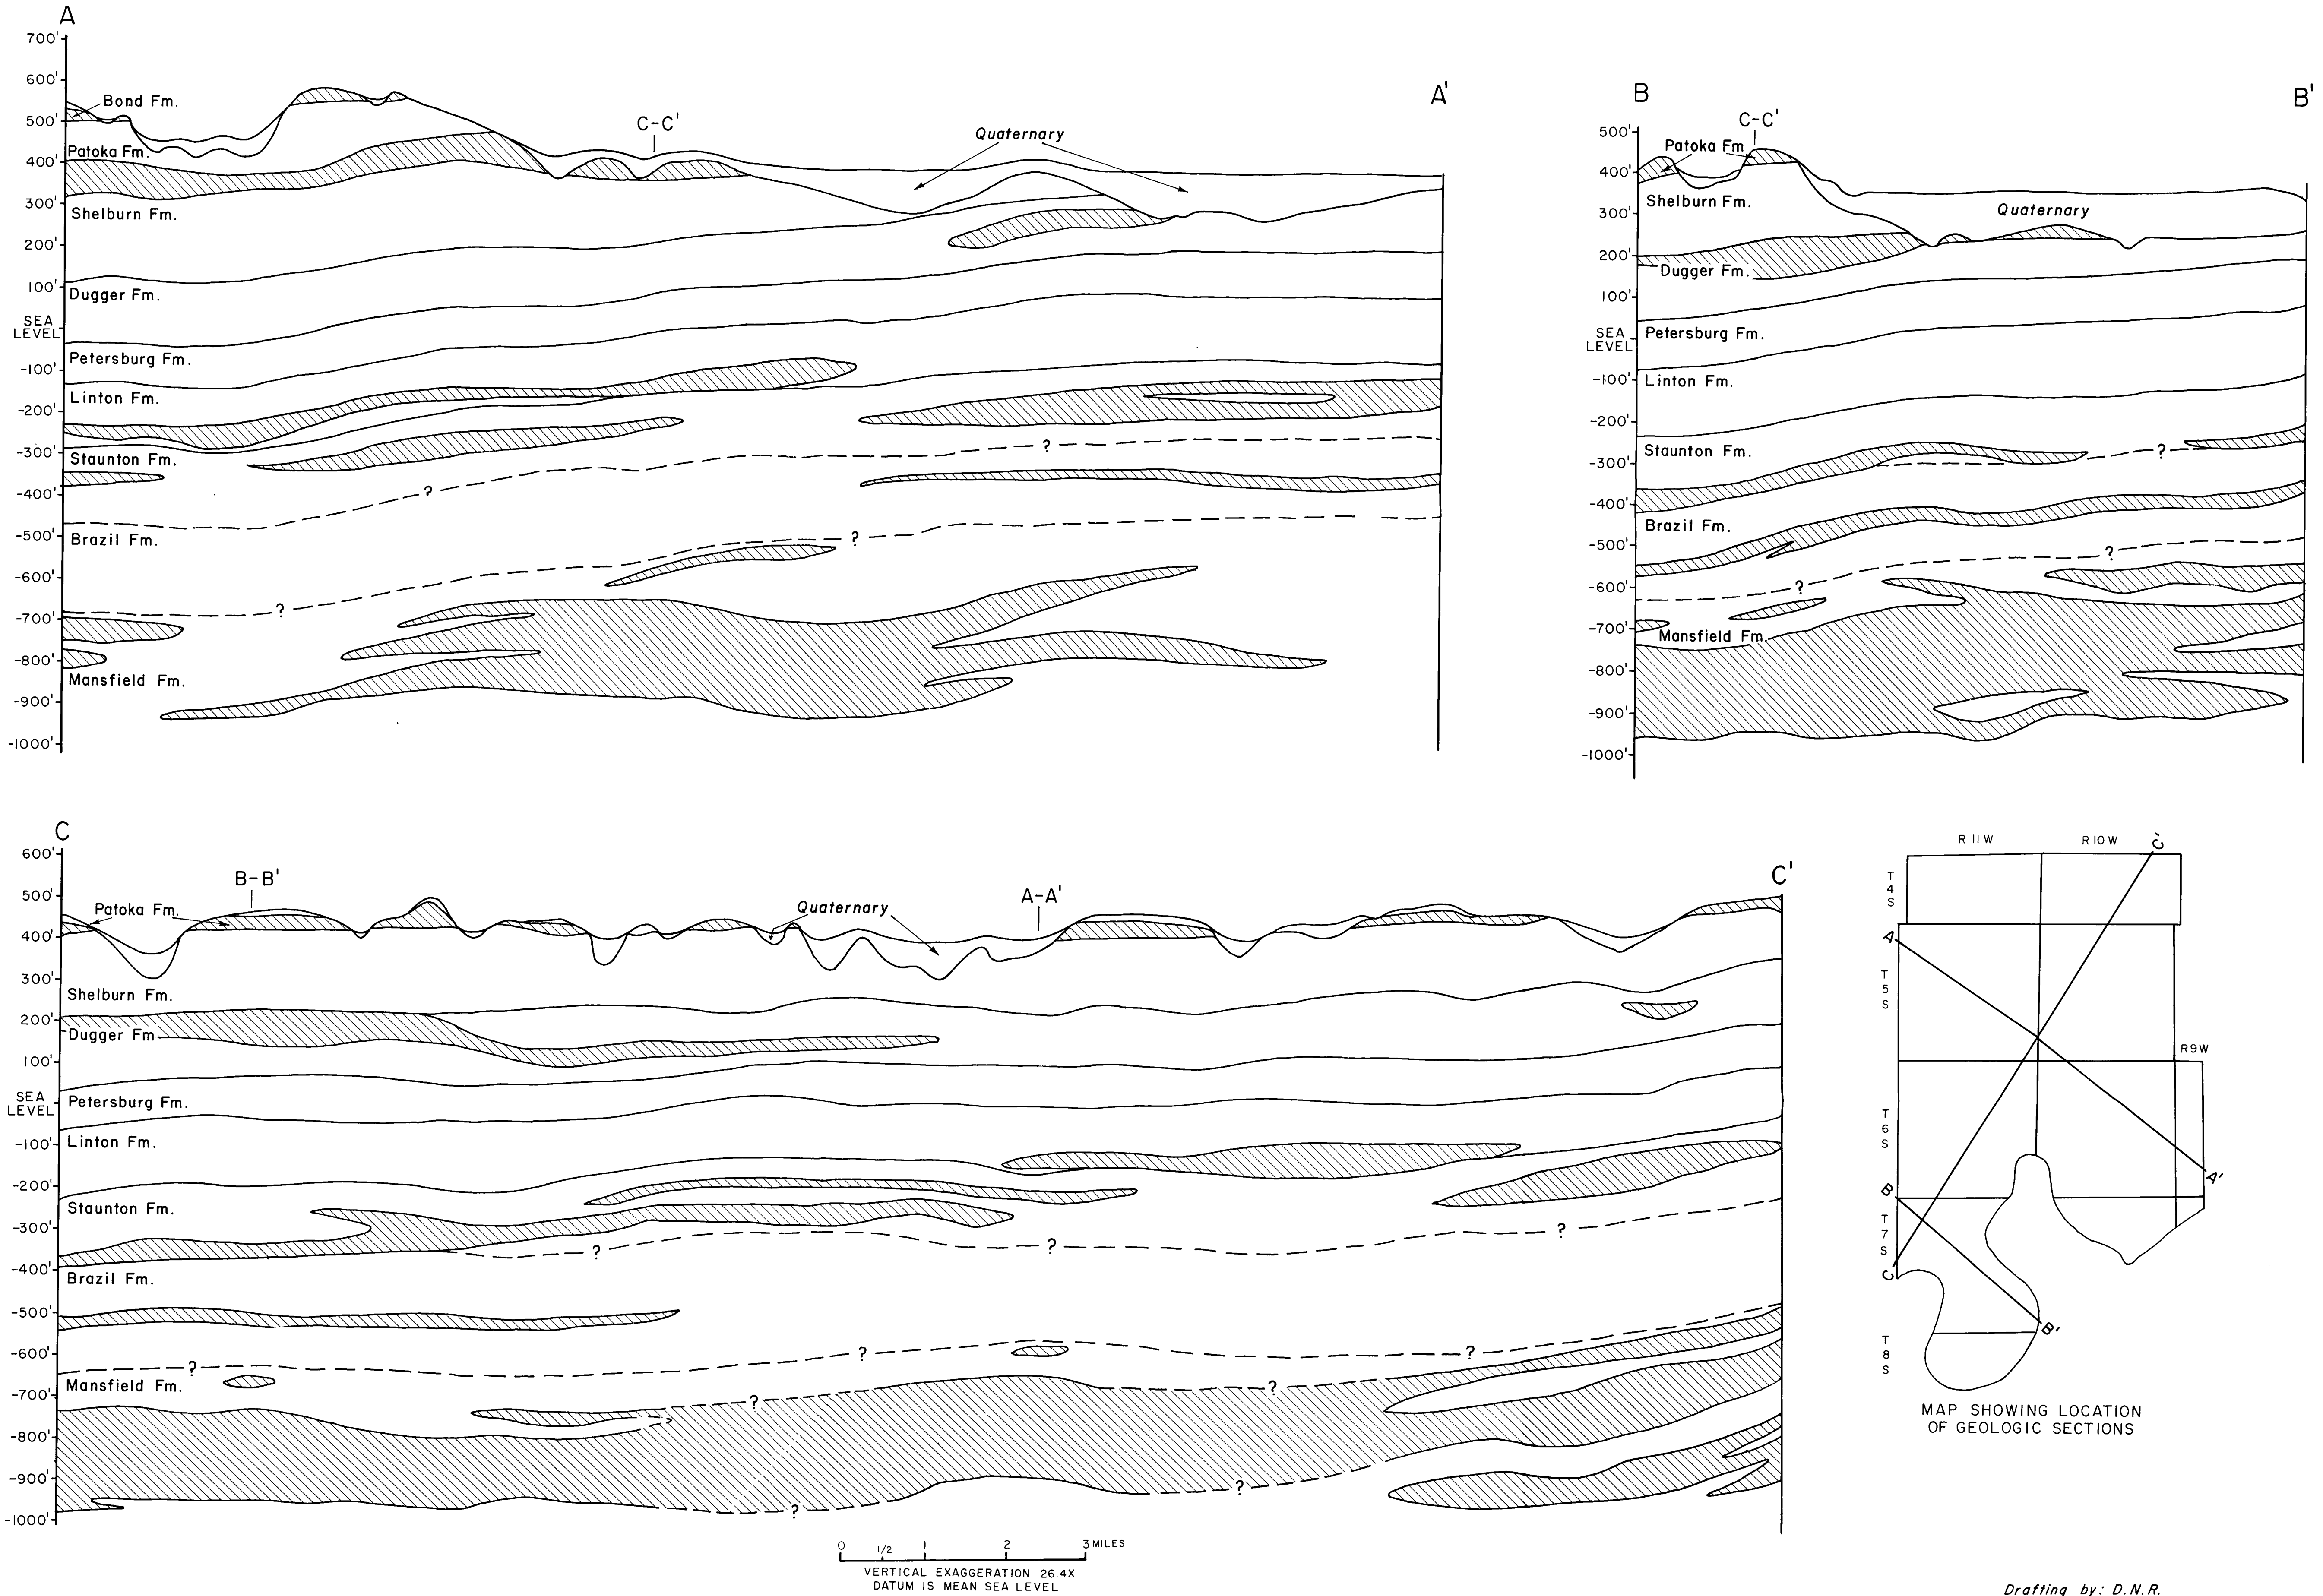 A
700'
600'
500'
400'
300'
200'
100'
SEA
LEVEL
-100'
-200'
-300'
-400'
-500'
-600'
-700'
-800'
-900'
-1000'
Bond Fm.
Patoka Fm.
Shelburn Fm.
Dugger Fm.
Petersburg Fm.
Linton Fm.
Staunton Fm.
Brazil Fm.
Mansfield Fm.
C-C'
Quaternary
A'
?
?
?
?
B
500'
400'
300'
200'
100'
SEA
LEVEL
-100'
-200'
-300'
-400'
-500'
-600'
-700'
-800'
-900'
-1000'
C-C'
Patoka Fm
Shelburn Fm.
Quaternary
Dugger Fm.
Petersburg Fm.
Linton Fm.
Staunton Fm.
Brazil Fm.
Mansfield Fm.
B'
?
?
?
C
600'
500'
400'
300'
200'
100'
SEA
LEVEL
-100'
-200'
-300'
-400'
-500'
-600'
-700'
-800'
-900'
-1000'
B-B'
Patoka Fm.
Quaternary
A-A'
C'
Shelburn Fm.
Dugger Fm
Petersburg Fm.
Linton Fm.
Staunton Fm.
Brazil Fm.
Mansfield Fm.
?
?
?
?
?
?
?
?
?
?
0 1/2 1 2 3 MILES
VERTICAL EXAGGERATION 26.4X
DATUM IS MEAN SEA LEVEL
R 11 W R 10 W C'
T
4
S
A
T
5
S
R 9 W
T
6
S
A'
B
T
7
S
C
B'
T
8
S
MAP SHOWING LOCATION
OF GEOLOGIC SECTIONS
Drafting by: D.N.R.